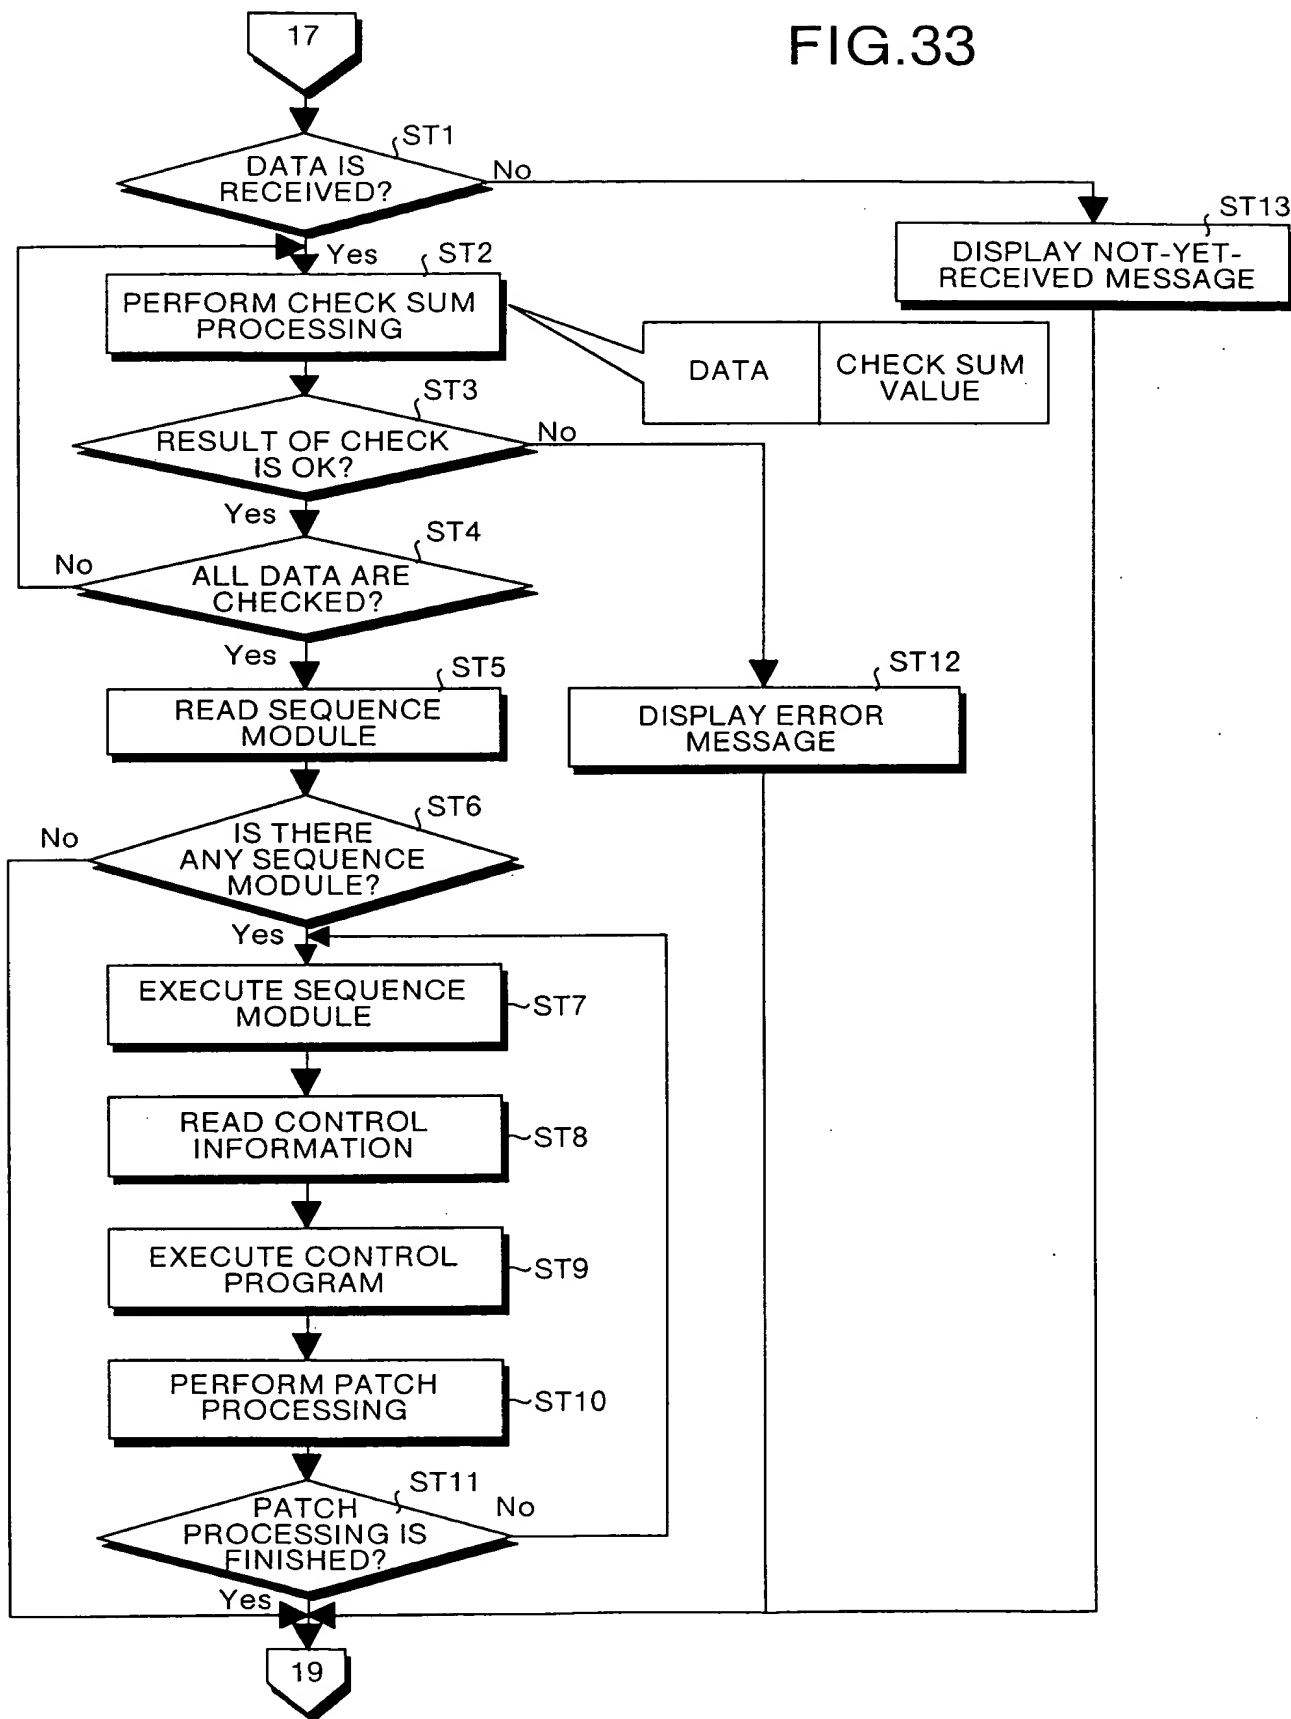 FIG.33
17
ST1
DATA IS
RECEIVED?
No
Yes
ST13
DISPLAY NOT-YET-
RECEIVED MESSAGE
ST2
PERFORM CHECK SUM
PROCESSING
DATA
CHECK SUM
VALUE
ST3
RESULT OF CHECK
IS OK?
No
Yes
ST4
ALL DATA ARE
CHECKED?
No
Yes
ST5
READ SEQUENCE
MODULE
ST12
DISPLAY ERROR
MESSAGE
ST6
IS THERE
ANY SEQUENCE
MODULE?
No
Yes
EXECUTE SEQUENCE
MODULE
ST7
READ CONTROL
INFORMATION
ST8
EXECUTE CONTROL
PROGRAM
ST9
PERFORM PATCH
PROCESSING
ST10
ST11
PATCH
PROCESSING IS
FINISHED?
No
Yes
19